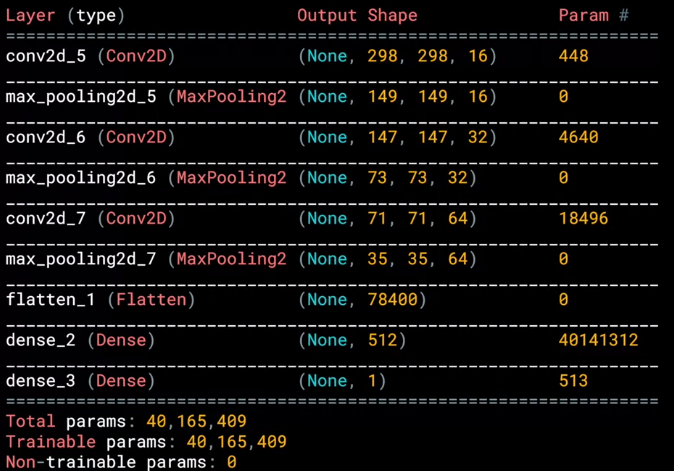 Layer (type) Output Shape Param #
=================================================================
conv2d_5 (Conv2D) (None, 298, 298, 16) 448
_________________________________________________________________
max_pooling2d_5 (MaxPooling2 (None, 149, 149, 16) 0
_________________________________________________________________
conv2d_6 (Conv2D) (None, 147, 147, 32) 4640
_________________________________________________________________
max_pooling2d_6 (MaxPooling2 (None, 73, 73, 32) 0
_________________________________________________________________
conv2d_7 (Conv2D) (None, 71, 71, 64) 18496
_________________________________________________________________
max_pooling2d_7 (MaxPooling2 (None, 35, 35, 64) 0
_________________________________________________________________
flatten_1 (Flatten) (None, 78400) 0
_________________________________________________________________
dense_2 (Dense) (None, 512) 40141312
_________________________________________________________________
dense_3 (Dense) (None, 1) 513
=================================================================
Total params: 40,165,409
Trainable params: 40,165,409
Non-trainable params: 0